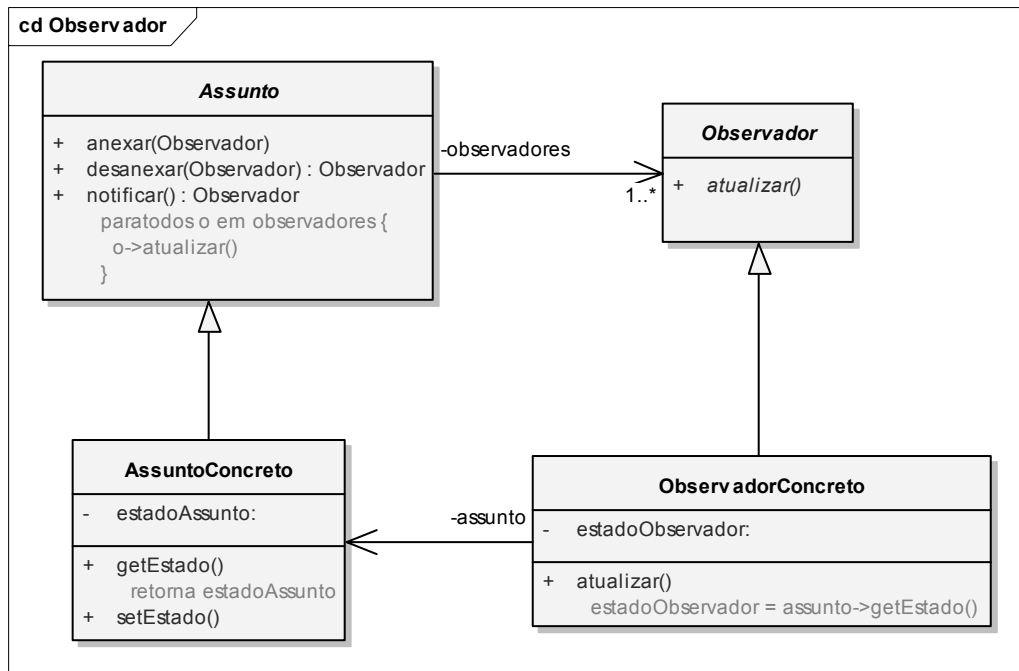 cd Observador
Assunto
+ anexar(Observador)
+ desanexar(Observador) : Observador
+ notificar() : Observador
paratodos o em observadores {
o->atualizar()
}
-observadores
1..*
Observador
+ atualizar()
AssuntoConcreto
- estadoAssunto:
+ getEstado()
retorna estadoAssunto
+ setEstado()
-assunto
ObservadorConcreto
- estadoObservador:
+ atualizar()
estadoObservador = assunto->getEstado()